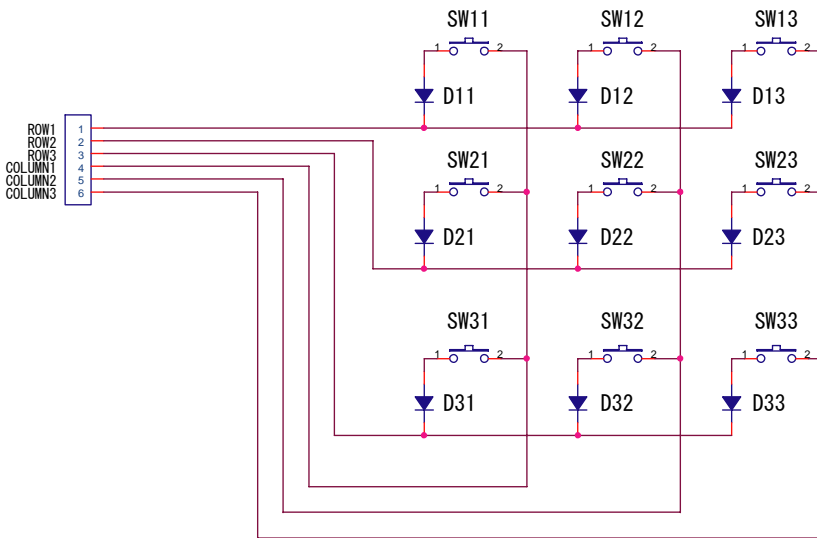 SW11 SW12 SW13
1 2 1 2 1 2
D11 D12 D13
ROW1 1
ROW2 2
ROW3 3
COLUMN1 4
COLUMN2 5
COLUMN3 6
SW21 SW22 SW23
1 2 1 2 1 2
D21 D22 D23
SW31 SW32 SW33
1 2 1 2 1 2
D31 D32 D33